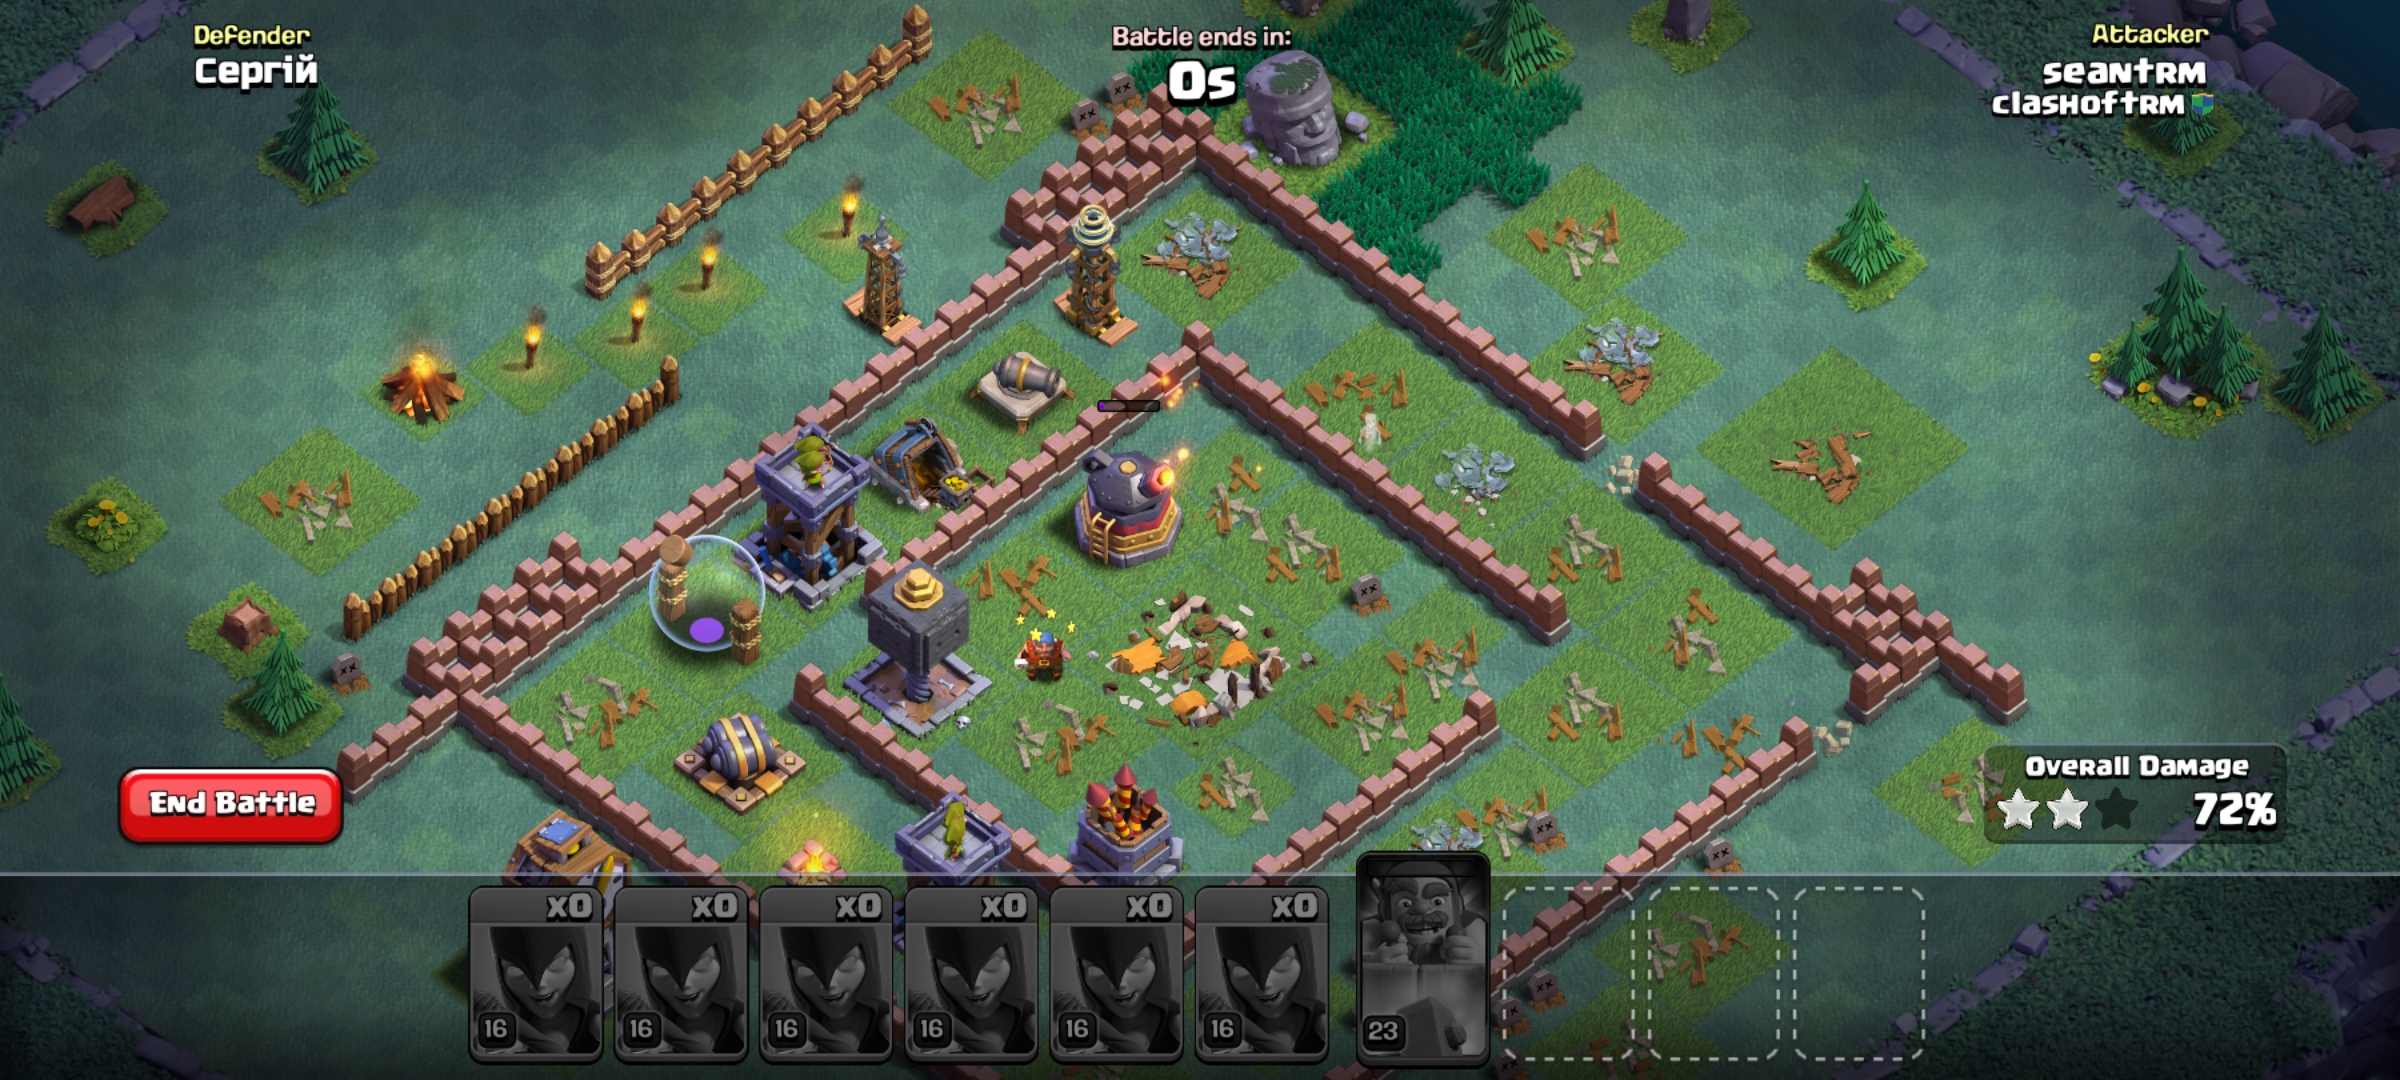 Defender
Сергій
Battle ends in:
0s
Attacker
seantRM
clashoftRM
End Battle
Overall Damage
72%
x0
x0
x0
x0
x0
x0
16
16
16
16
16
16
23